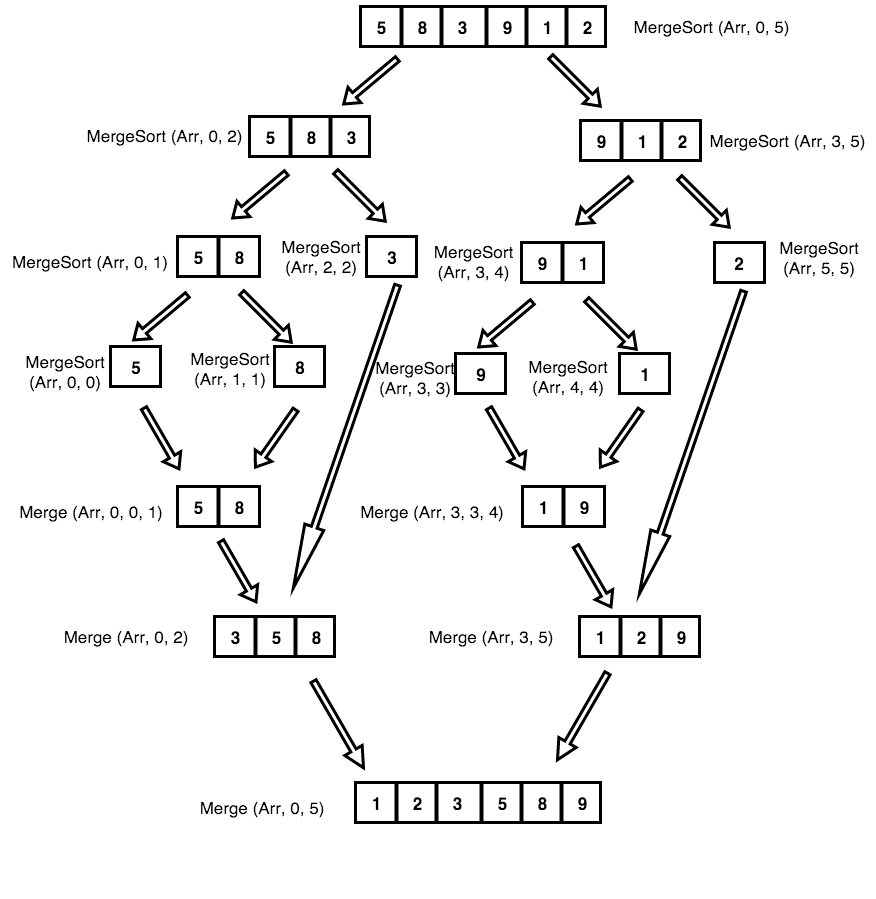 5 8 3 9 1 2 MergeSort (Arr, 0, 5)
MergeSort (Arr, 0, 2) 5 8 3
9 1 2 MergeSort (Arr, 3, 5)
MergeSort (Arr, 0, 1) 5 8
MergeSort
(Arr, 2, 2)
3
MergeSort
(Arr, 3, 4)
9 1
2
MergeSort
(Arr, 5, 5)
MergeSort
(Arr, 0, 0)
5
MergeSort
(Arr, 1, 1)
8
MergeSort
(Arr, 3, 3)
9
MergeSort
(Arr, 4, 4)
1
Merge (Arr, 0, 0, 1) 5 8
Merge (Arr, 3, 3, 4) 1 9
Merge (Arr, 0, 2) 3 5 8
Merge (Arr, 3, 5) 1 2 9
Merge (Arr, 0, 5) 1 2 3 5 8 9